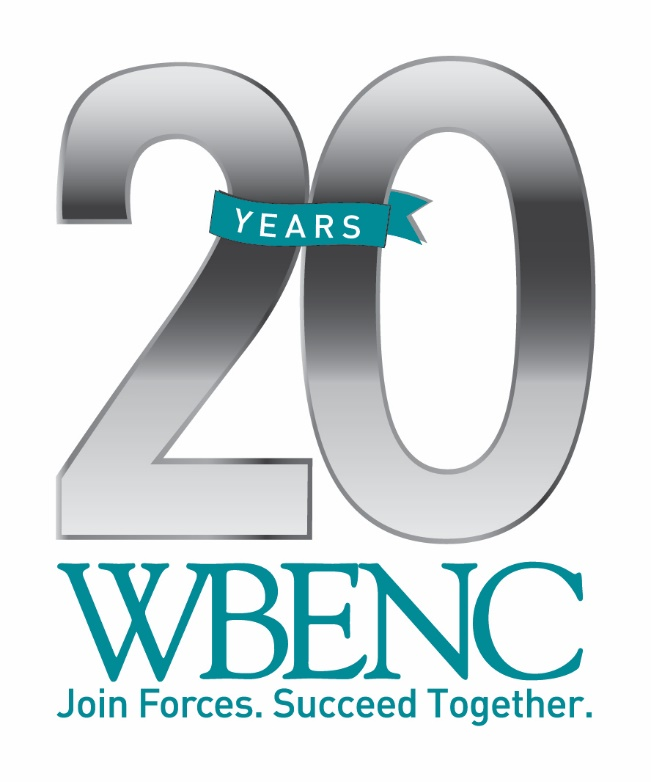 20
YEARS
WBENC
Join Forces. Succeed Together.